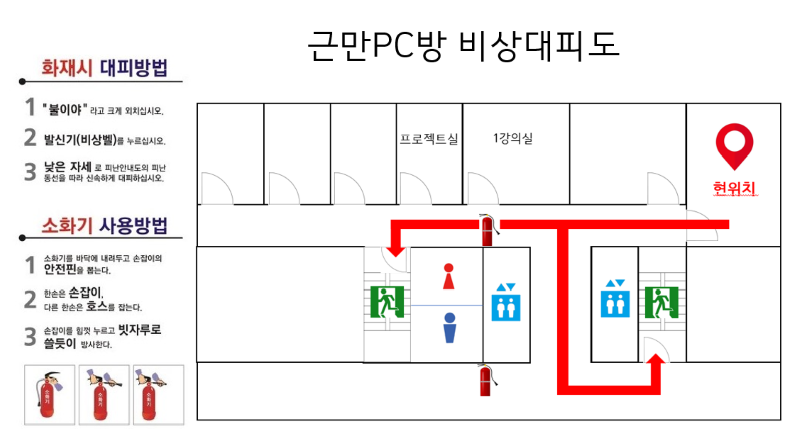 근만PC방 비상대피도
화재시 대피방법
1 "불이야" 라고 크게 외치십시오.
2 발신기(비상벨)를 누르십시오.
3 낮은 자세 로 피난안내도의 피난
동선을 따라 신속하게 대피하십시오.
소화기 사용방법
1 소화기를 바닥에 내려두고 손잡이의
안전핀을 뽑는다.
2 한손은 손잡이,
다른 한손은 호스를 잡는다.
3 손잡이를 힘껏 누르고 빗자루로
쓸듯이 방사한다.
소화기
소화기
소화기
프로젝트실
1강의실
현위치